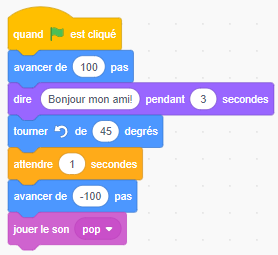 quand est cliqué
avancer de 100 pas
dire Bonjour mon ami! pendant 3 secondes
tourner de 45 degrés
attendre 1 secondes
avancer de -100 pas
jouer le son pop